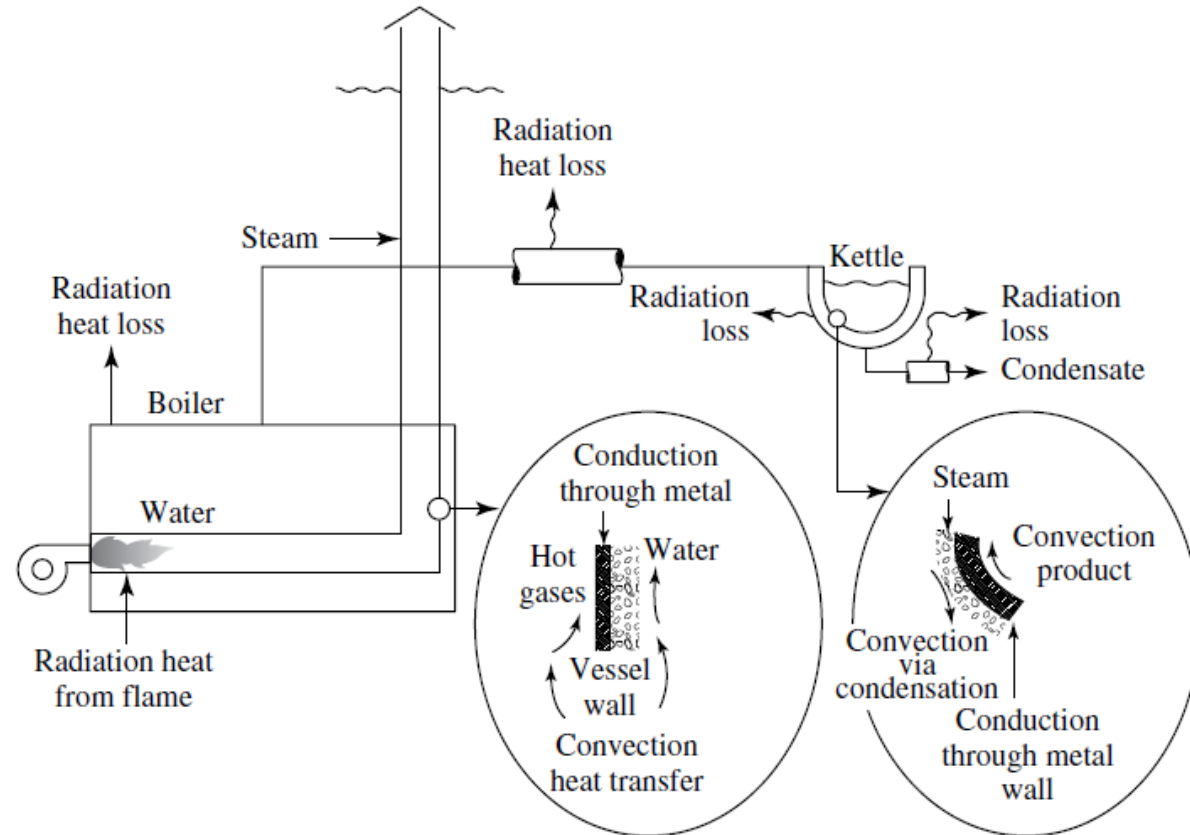 Radiation
heat loss
Steam
Kettle
Radiation
heat loss
Radiation
loss
Radiation
loss
Condensate
Boiler
Water
Radiation heat
from flame
Conduction
through metal
Hot
gases
Water
Vessel
wall
Convection
heat transfer
Steam
Convection
product
Convection
via
condensation
Conduction
through metal
wall